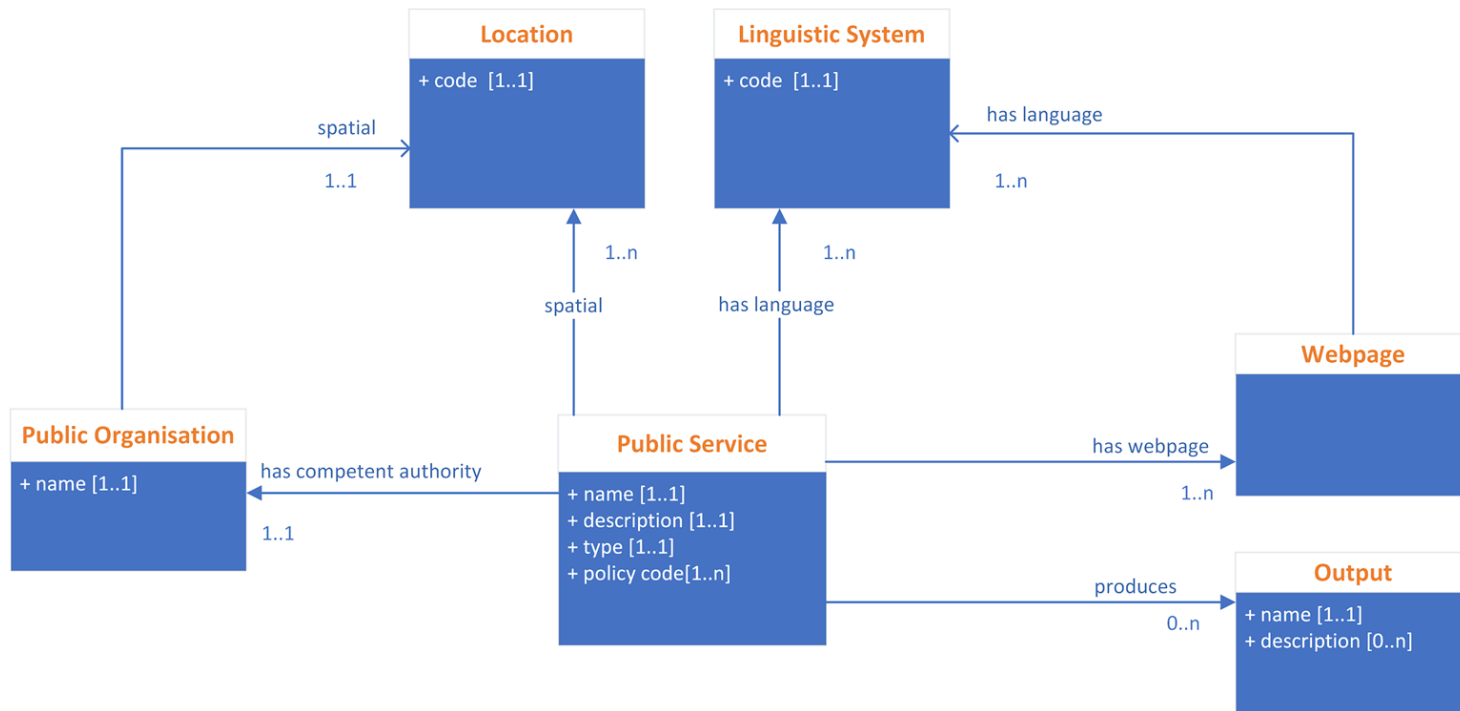 Location
+ code  [1..1]
Linguistic System
+ code  [1..1]
spatial
1..1
has language
1..n
1..n
spatial
1..n
has language
Webpage
Public Organisation
+ name [1..1]
has competent authority
1..1
Public Service
+ name [1..1]
+ description [1..1]
+ type [1..1]
+ policy code[1..n]
has webpage
1..n
produces
0..n
Output
+ name [1..1]
+ description [0..n]